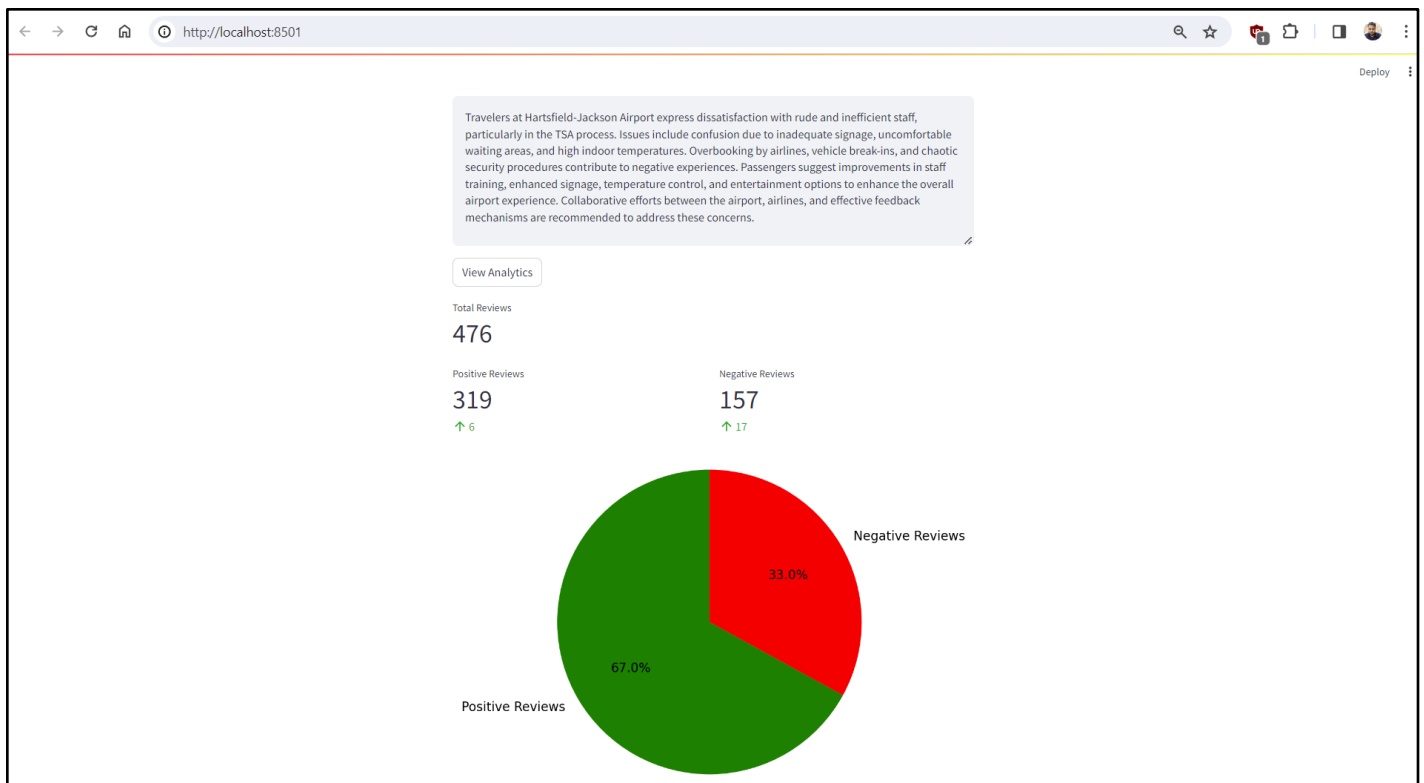 http://localhost:8501
1
Deploy
Travelers at Hartsfield-Jackson Airport express dissatisfaction with rude and inefficient staff,
particularly in the TSA process. Issues include confusion due to inadequate signage, uncomfortable
waiting areas, and high indoor temperatures. Overbooking by airlines, vehicle break-ins, and chaotic
security procedures contribute to negative experiences. Passengers suggest improvements in staff
training, enhanced signage, temperature control, and entertainment options to enhance the overall
airport experience. Collaborative efforts between the airport, airlines, and effective feedback
mechanisms are recommended to address these concerns.
View Analytics
Total Reviews
476
Positive Reviews
Negative Reviews
319
157
↑ 6
↑ 17
Negative Reviews
33.0%
67.0%
Positive Reviews